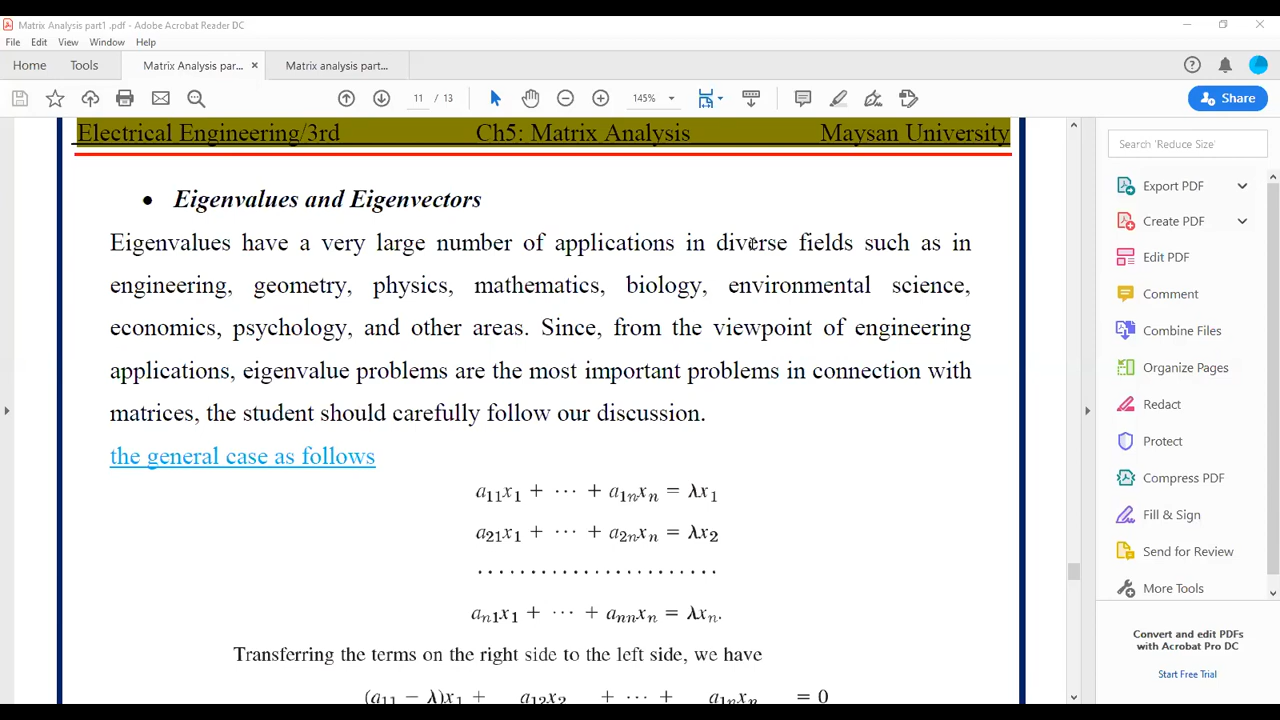 Matrix Analysis part1 .pdf - Adobe Acrobat Reader DC
File Edit View Window Help
Home Tools Matrix Analysis par... × Matrix analysis part...
11 / 13 145% Share
Electrical Engineering/3rd Ch5: Matrix Analysis Maysan University
• Eigenvalues and Eigenvectors
Eigenvalues have a very large number of applications in diverse fields such as in
engineering, geometry, physics, mathematics, biology, environmental science,
economics, psychology, and other areas. Since, from the viewpoint of engineering
applications, eigenvalue problems are the most important problems in connection with
matrices, the student should carefully follow our discussion.
the general case as follows
a₁₁x₁ + ⋯ + a₁ₙxₙ = λx₁
a₂₁x₁ + ⋯ + a₂ₙxₙ = λx₂
. . . . . . . . . . . . . . . . . . . . . . .
aₙ₁x₁ + ⋯ + aₙₙxₙ = λxₙ.
Transferring the terms on the right side to the left side, we have
(a₁₁ − λ)x₁ + a₁₂x₂ + ⋯ + a₁ₙxₙ = 0
Search 'Reduce Size'
Export PDF
Create PDF
Edit PDF
Comment
Combine Files
Organize Pages
Redact
Protect
Compress PDF
Fill & Sign
Send for Review
More Tools
Convert and edit PDFs
with Acrobat Pro DC
Start Free Trial